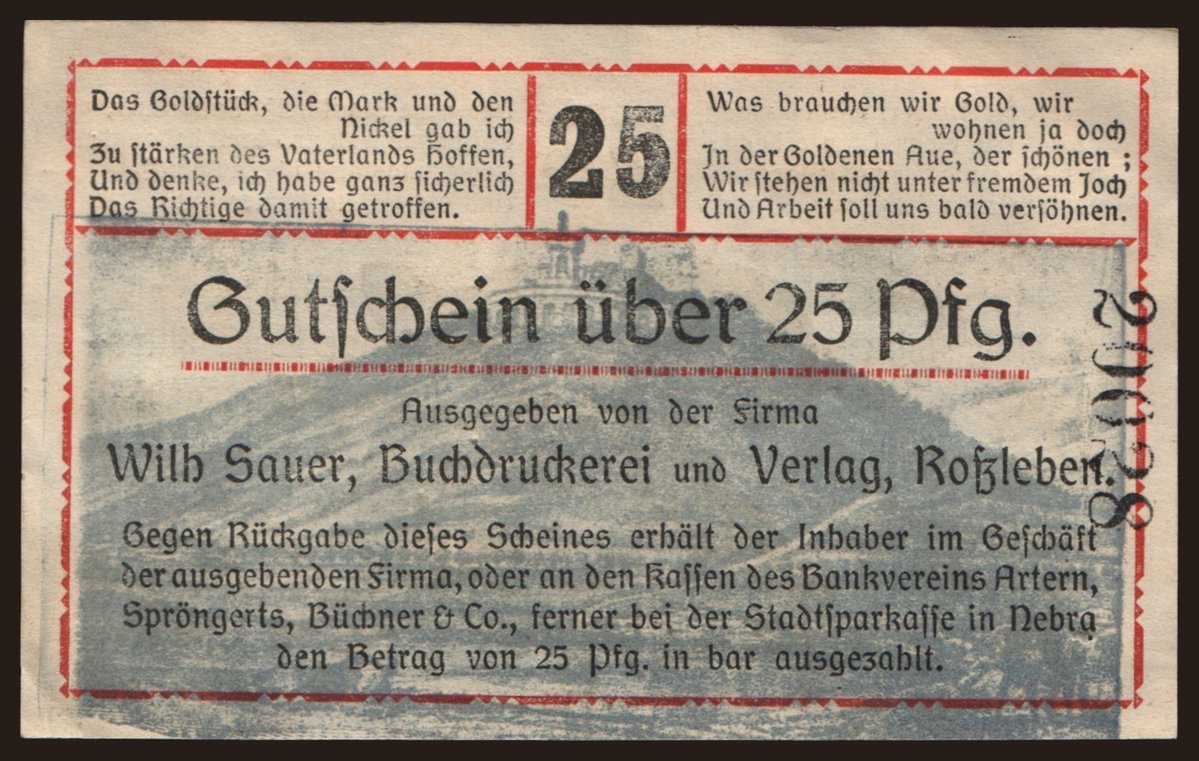 Das Goldstück, die Mark und den
Nickel gab ich
Zu stärken des Vaterlands Hoffen,
Und denke, ich habe ganz sicherlich
Das Richtige damit getroffen.
25
Was brauchen wir Gold, wir
wohnen ja doch
In der Goldenen Aue, der schönen ;
Wir stehen nicht unter fremdem Joch
Und Arbeit soll uns bald versöhnen.
Gutschein über 25 Pfg.
Ausgegeben von der Firma
Wilh Sauer, Buchdruckerei und Verlag, Roßleben.
Gegen Rückgabe dieses Scheines erhält der Inhaber im Geschäft
der ausgebenden Firma, oder an den Kassen des Bankvereins Artern,
Spröngerts, Büchner & Co., ferner bei der Stadtsparkasse in Nebra
den Betrag von 25 Pfg. in bar ausgezahlt.